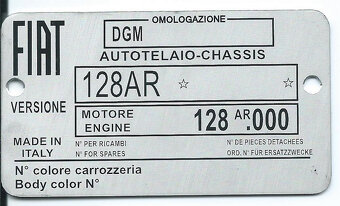 OMOLOGAZIONE
FIAT
DGM
AUTOTELAIO-CHASSIS
128AR ☆ ☆
VERSIONE
MOTORE
ENGINE
128 AR .000
MADE IN
ITALY
N° PER RICAMBI
N° FOR SPARES
N° DE PIECES DETACHEES
ORD. N° FÜR ERSATZZWECKE
N° colore carrozzeria
Body color N°